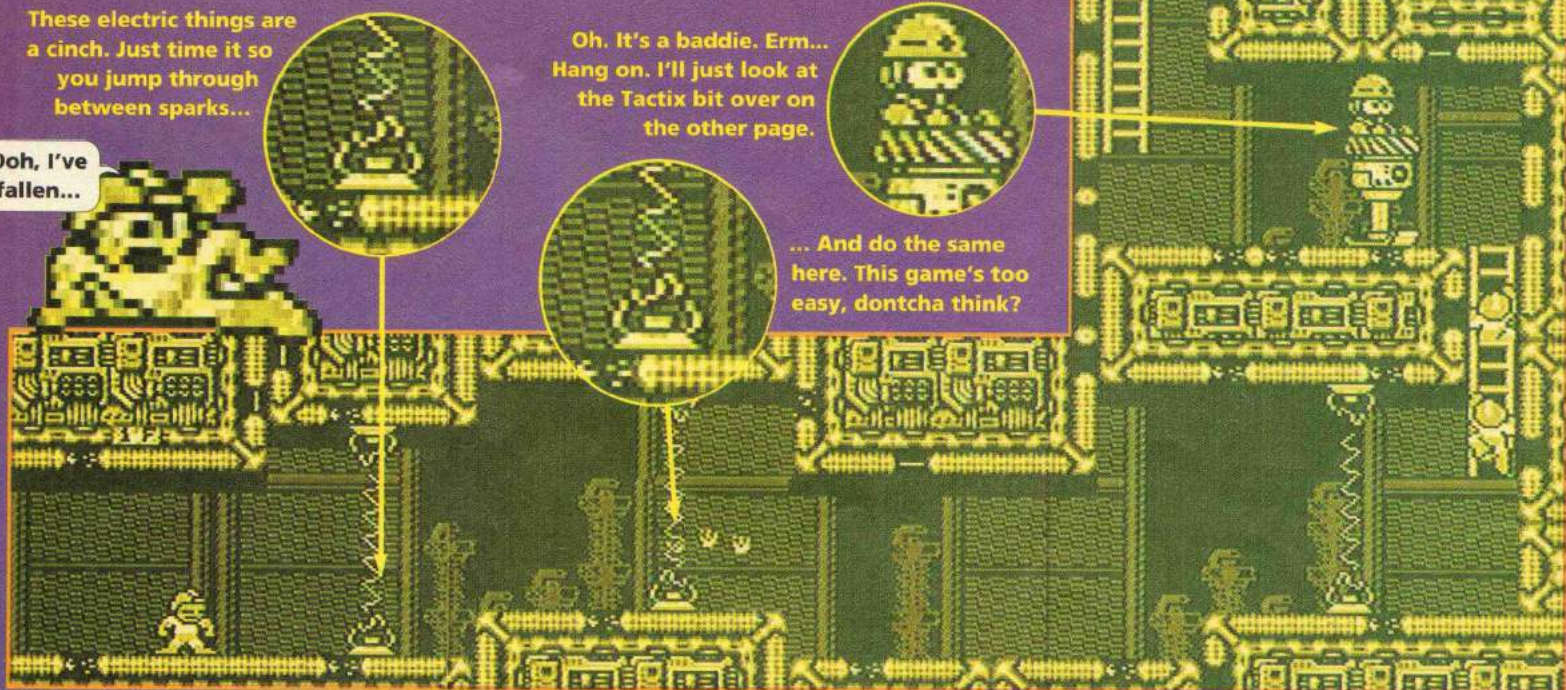 These electric things are
a cinch. Just time it so
you jump through
between sparks...
Oh. It's a baddie. Erm...
Hang on. I'll just look at
the Tactix bit over on
the other page.
Ooh, I've
fallen...
... And do the same
here. This game's too
easy, dontcha think?